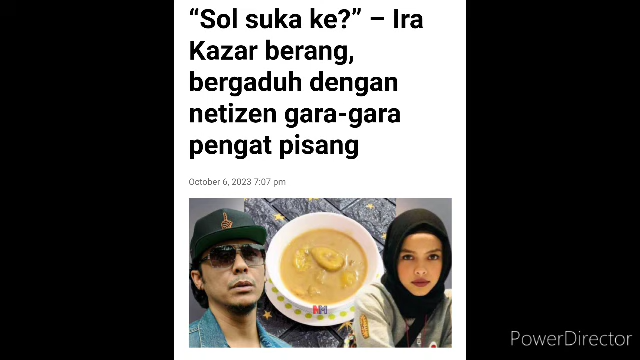 “Sol suka ke?” – Ira
Kazar berang,
bergaduh dengan
netizen gara-gara
pengat pisang
October 6, 2023 7:07 pm
NM
PowerDirector